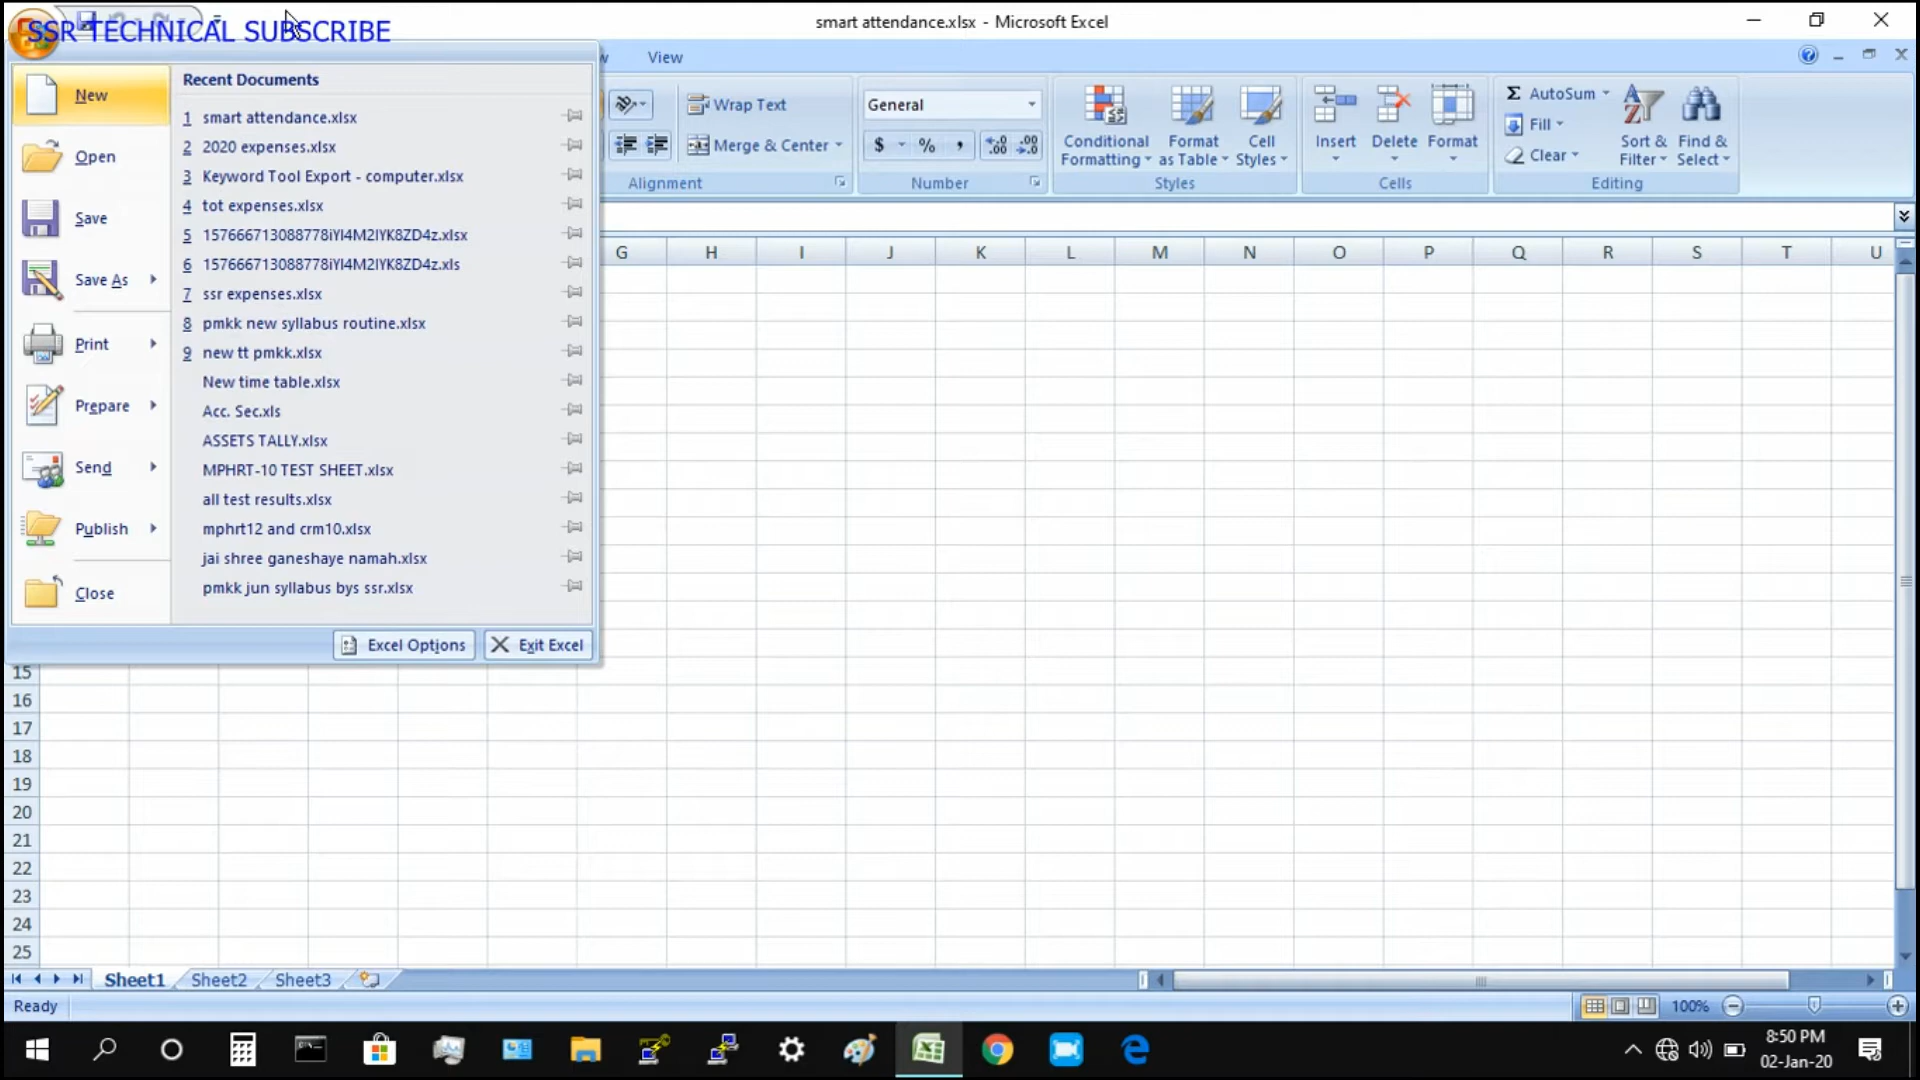 smart attendance.xlsx - Microsoft Excel
SSR TECHNICAL SUBSCRIBE
View
New
Open
Save
Save As
Print
Prepare
Send
Publish
Close
Recent Documents
1 smart attendance.xlsx
2 2020 expenses.xlsx
3 Keyword Tool Export - computer.xlsx
4 tot expenses.xlsx
5 157666713088778iYI4M2IYK8ZD4z.xlsx
6 157666713088778iYI4M2IYK8ZD4z.xls
7 ssr expenses.xlsx
8 pmkk new syllabus routine.xlsx
9 new tt pmkk.xlsx
New time table.xlsx
Acc. Sec.xls
ASSETS TALLY.xlsx
MPHRT-10 TEST SHEET.xlsx
all test results.xlsx
mphrt12 and crm10.xlsx
jai shree ganeshaye namah.xlsx
pmkk jun syllabus bys ssr.xlsx
Excel Options
Exit Excel
Wrap Text
Merge & Center
Alignment
General
$ % ,
Number
Conditional
Formatting
Format
as Table
Cell
Styles
Styles
Insert
Delete
Format
Cells
Σ AutoSum
Fill
Clear
Sort &
Filter
Find &
Select
Editing
G H I J K L M N O P Q R S T U
15
16
17
18
19
20
21
22
23
24
25
Sheet1 Sheet2 Sheet3
Ready
100%
8:50 PM
02-Jan-20